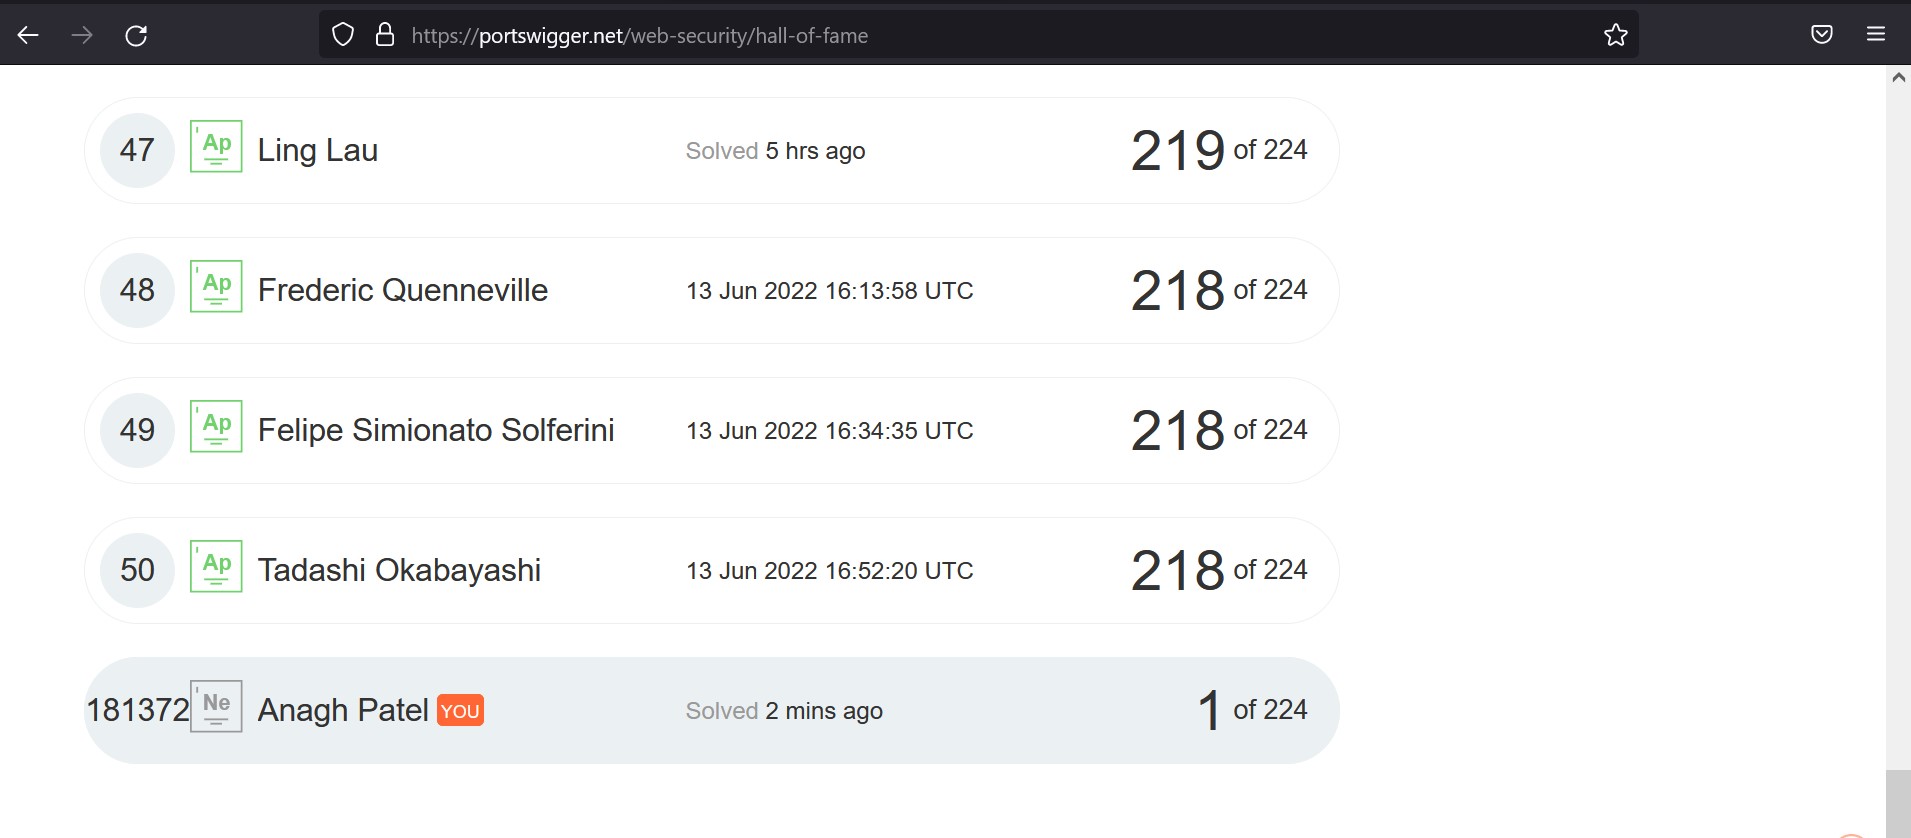 https://portswigger.net/web-security/hall-of-fame
47 Ap Ling Lau Solved 5 hrs ago 219 of 224
48 Ap Frederic Quenneville 13 Jun 2022 16:13:58 UTC 218 of 224
49 Ap Felipe Simionato Solferini 13 Jun 2022 16:34:35 UTC 218 of 224
50 Ap Tadashi Okabayashi 13 Jun 2022 16:52:20 UTC 218 of 224
181372 Ne Anagh Patel YOU Solved 2 mins ago 1 of 224